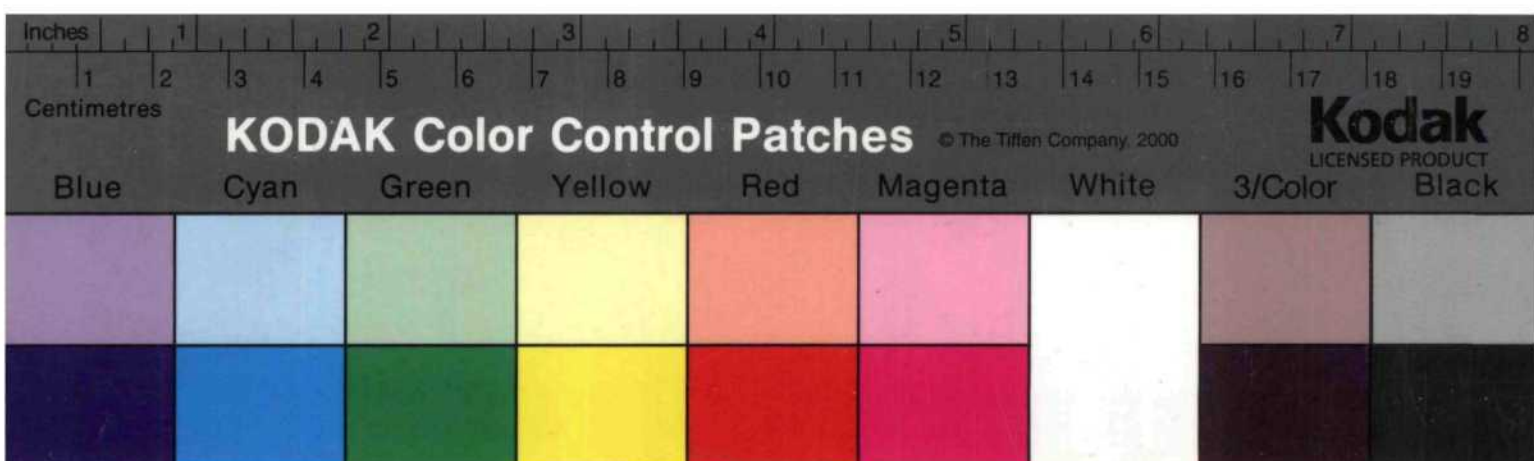 Inches 1 2 3 4 5 6 7 8
1 2 3 4 5 6 7 8 9 10 11 12 13 14 15 16 17 18 19
Centimetres
KODAK Color Control Patches © The Tiffen Company, 2000
Kodak
LICENSED PRODUCT
Blue Cyan Green Yellow Red Magenta White 3/Color Black